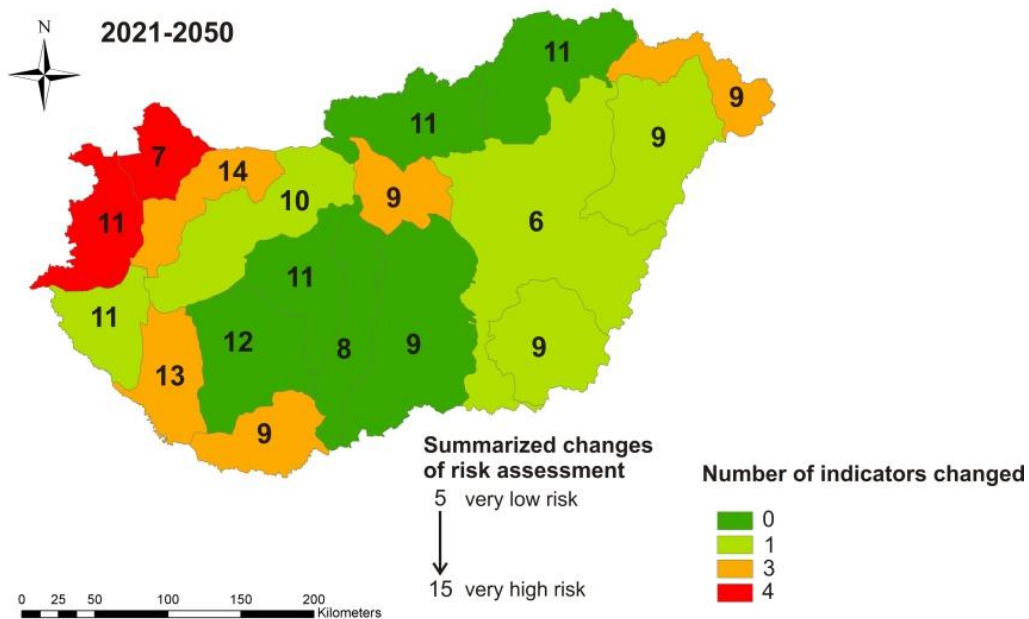 N
2021-2050
11
11
9
9
7
14
10
9
11
6
11
11
12
8
9
9
13
9
Summarized changes
of risk assessment
5 very low risk
15 very high risk
Number of indicators changed
0
1
3
4
0 25 50 100 150 200
Kilometers